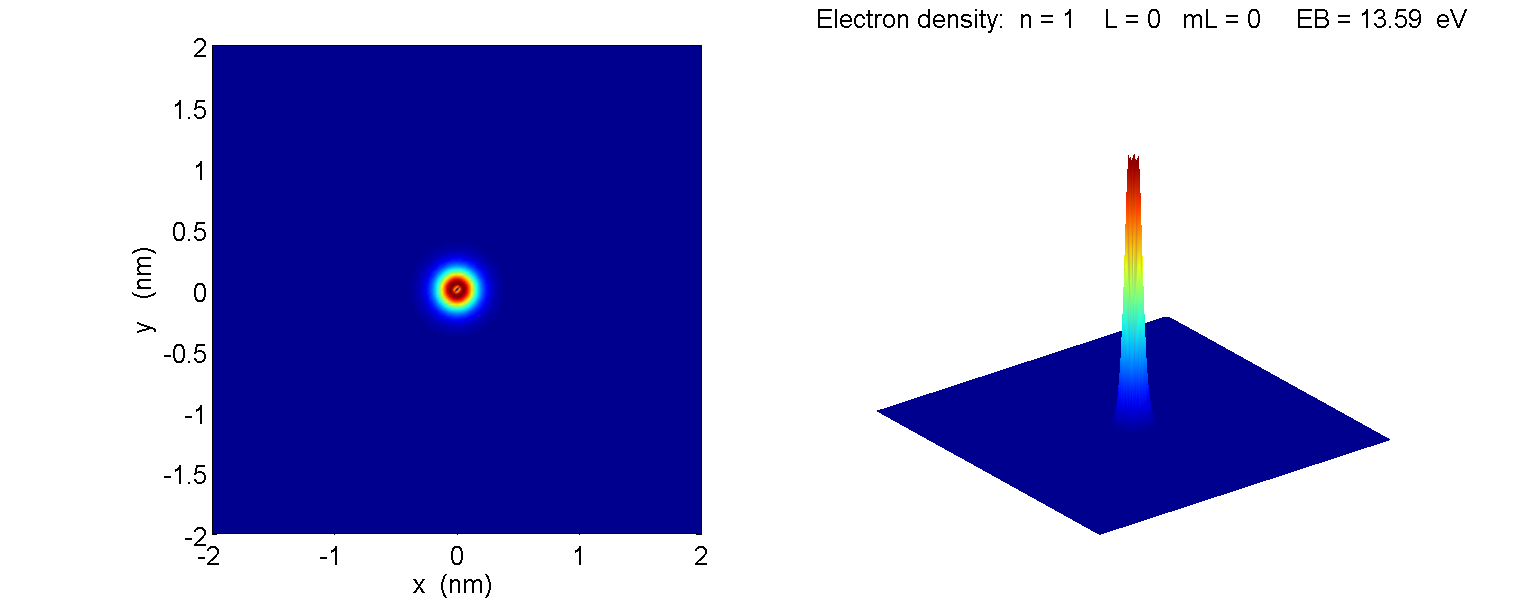 Electron density:  n = 1    L = 0   mL = 0     EB = 13.59  eV
2
1.5
1
0.5
0
-0.5
-1
-1.5
-2
y   (nm)
-2 -1 0 1 2
x  (nm)